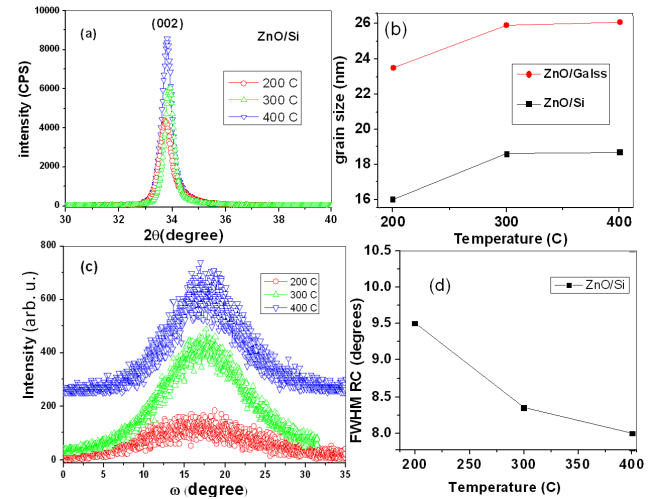 (002)
(a)
ZnO/Si
200 C
300 C
400 C
intensity (CPS)
10000
8000
6000
4000
2000
0
30
32
34
36
38
40
2θ(degree)
(b)
ZnO/Galss
ZnO/Si
grain size (nm)
26
24
22
20
18
16
200
300
400
Temperature (C)
(c)
200 C
300 C
400 C
Intensity (arb. u.)
800
600
400
200
0
0
5
10
15
20
25
30
35
ω (degree)
(d)
ZnO/Si
FWHM RC (degrees)
10.5
10.0
9.5
9.0
8.5
8.0
200
300
400
Temperature (C)